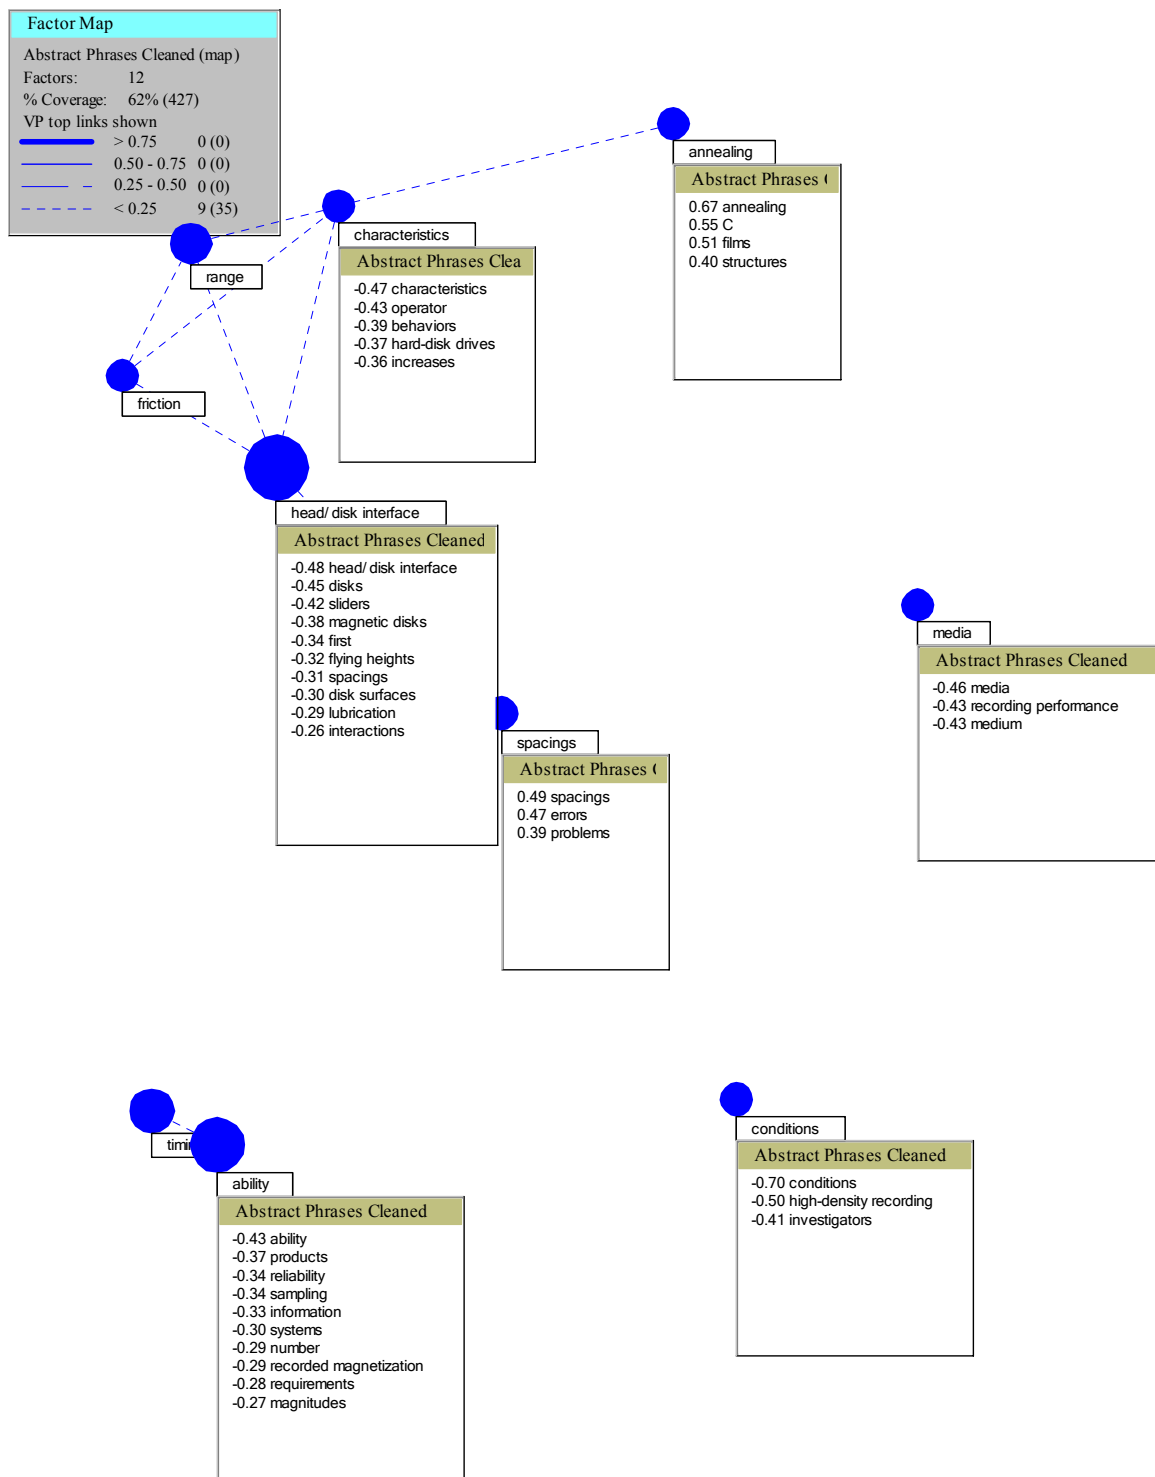 Factor Map
Abstract Phrases Cleaned (map)
Factors: 12
% Coverage: 62% (427)
VP top links shown
> 0.75 0 (0)
0.50 - 0.75 0 (0)
0.25 - 0.50 0 (0)
< 0.25 9 (35)
annealing
Abstract Phrases (
0.67 annealing
0.55 C
0.51 films
0.40 structures
characteristics
Abstract Phrases Clea
-0.47 characteristics
-0.43 operator
-0.39 behaviors
-0.37 hard-disk drives
-0.36 increases
range
friction
head/ disk interface
Abstract Phrases Cleaned
-0.48 head/ disk interface
-0.45 disks
-0.42 sliders
-0.38 magnetic disks
-0.34 first
-0.32 flying heights
-0.31 spacings
-0.30 disk surfaces
-0.29 lubrication
-0.26 interactions
media
Abstract Phrases Cleaned
-0.46 media
-0.43 recording performance
-0.43 medium
spacings
Abstract Phrases (
0.49 spacings
0.47 errors
0.39 problems
timi
ability
Abstract Phrases Cleaned
-0.43 ability
-0.37 products
-0.34 reliability
-0.34 sampling
-0.33 information
-0.30 systems
-0.29 number
-0.29 recorded magnetization
-0.28 requirements
-0.27 magnitudes
conditions
Abstract Phrases Cleaned
-0.70 conditions
-0.50 high-density recording
-0.41 investigators